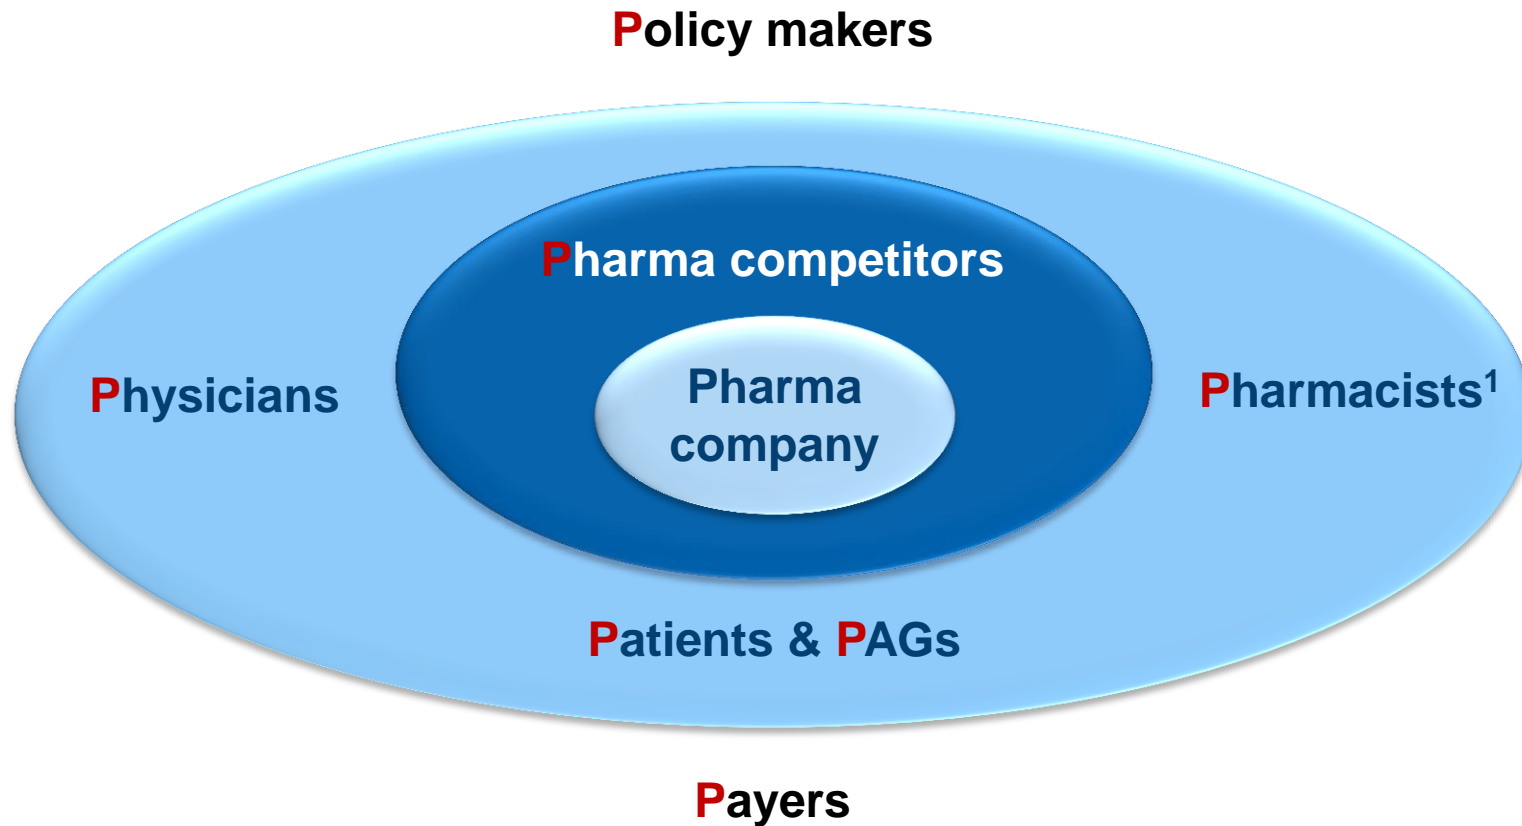 Policy makers
Pharma competitors
Physicians
Pharma
company
Pharmacists¹
Patients & PAGs
Payers